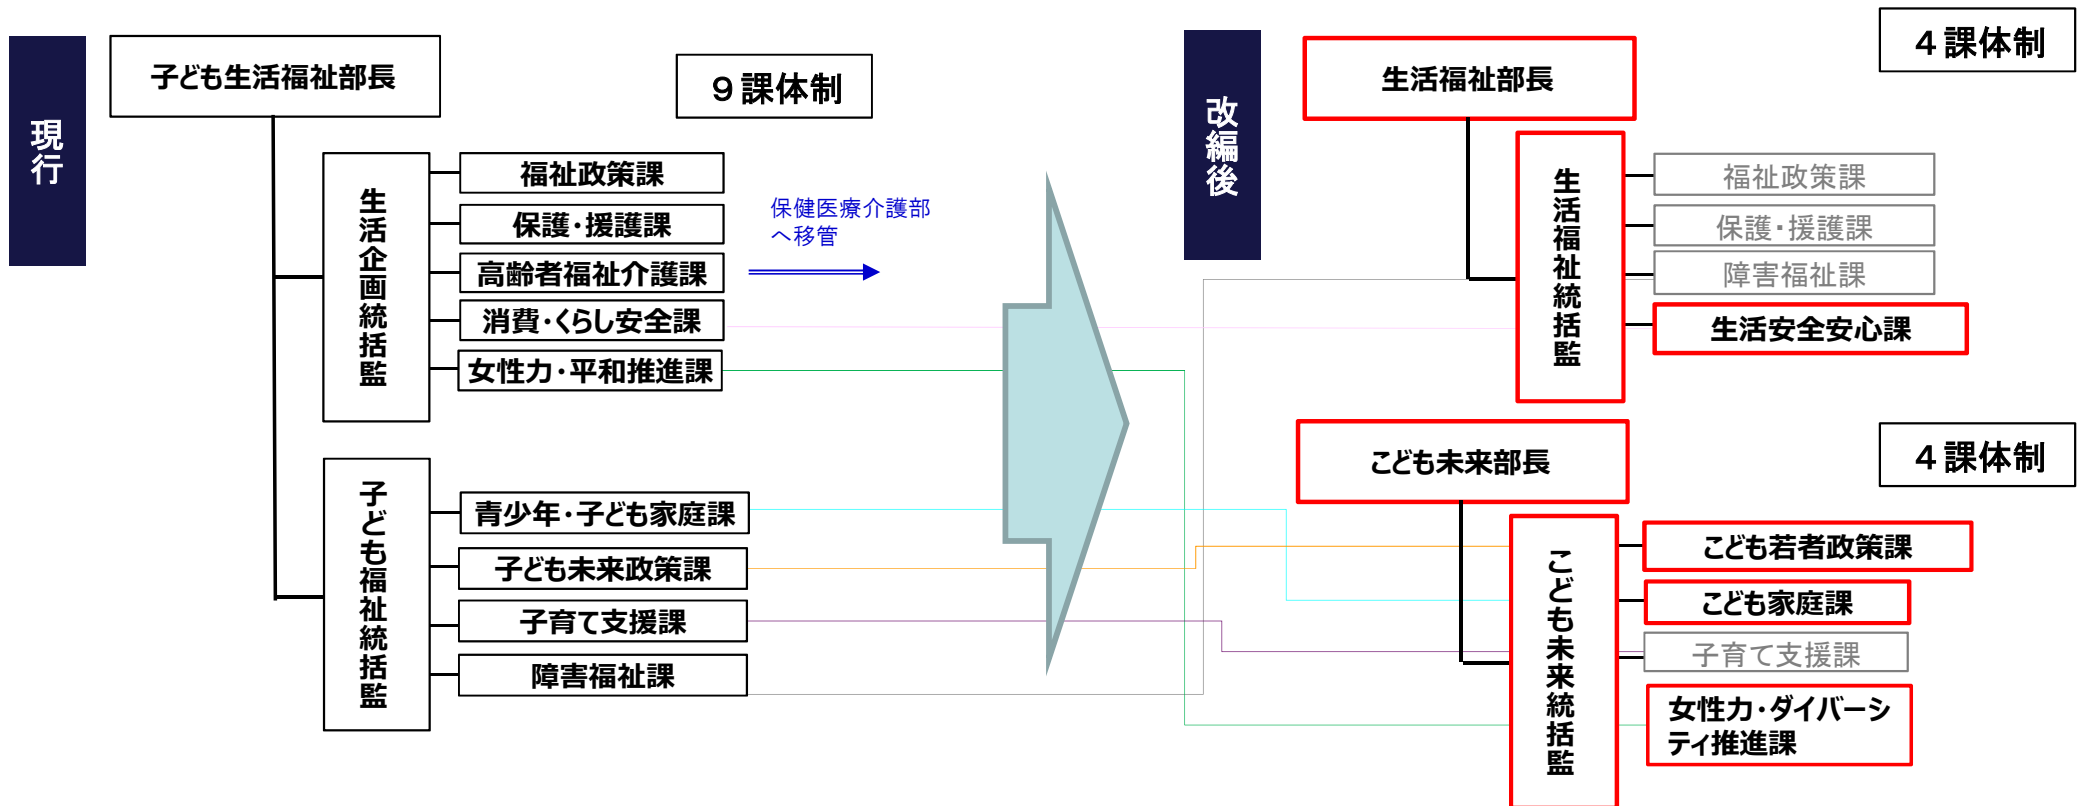 現行
子ども生活福祉部長
９課体制
生活企画統括監
福祉政策課
保護・援護課
高齢者福祉介護課
消費・くらし安全課
女性力・平和推進課
保健医療介護部
へ移管
子ども福祉統括監
青少年・子ども家庭課
子ども未来政策課
子育て支援課
障害福祉課
改編後
生活福祉部長
４課体制
生活福祉統括監
福祉政策課
保護・援護課
障害福祉課
生活安全安心課
こども未来部長
４課体制
こども未来統括監
こども若者政策課
こども家庭課
子育て支援課
女性力・ダイバーシ
ティ推進課